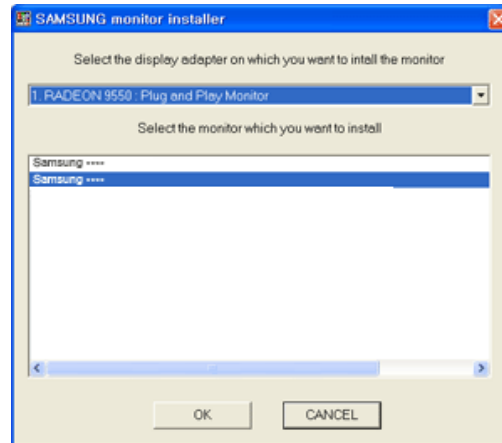 SAMSUNG monitor installer
Select the display adapter on which you want to intall the monitor
1. RADEON 9550 : Plug and Play Monitor
Select the monitor which you want to install
Samsung ----
Samsung ----
OK
CANCEL